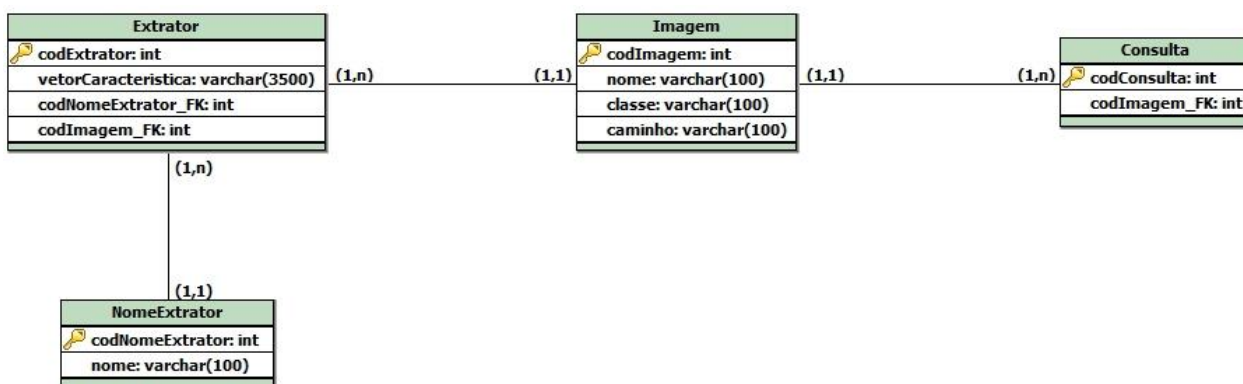 Extrator
codExtrator: int
vetorCaracteristica: varchar(3500)
codNomeExtrator_FK: int
codImagem_FK: int
(1,n)
(1,1)
Imagem
codImagem: int
nome: varchar(100)
classe: varchar(100)
caminho: varchar(100)
(1,1)
(1,n)
Consulta
codConsulta: int
codImagem_FK: int
(1,n)
(1,1)
NomeExtrator
codNomeExtrator: int
nome: varchar(100)